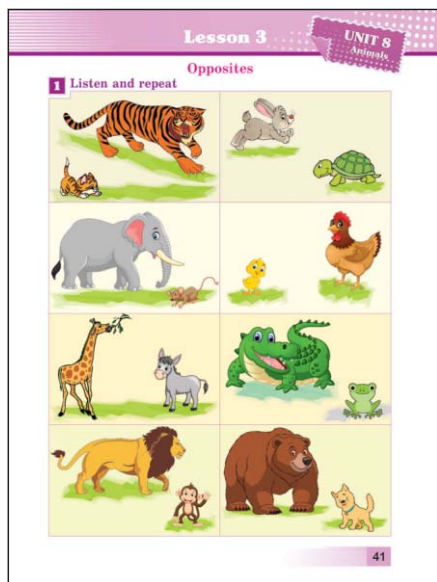 Lesson 3
UNIT 8
Animals
Opposites
1 Listen and repeat
41